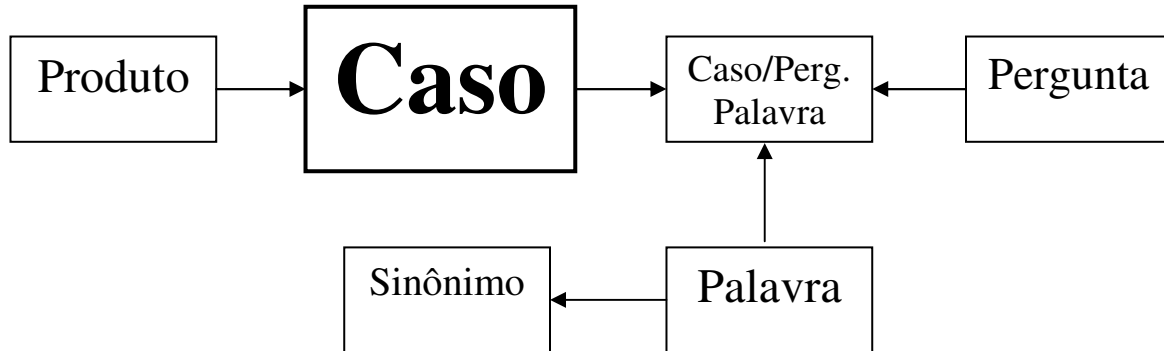 Produto
Caso
Caso/Perg.
Palavra
Pergunta
Sinônimo
Palavra